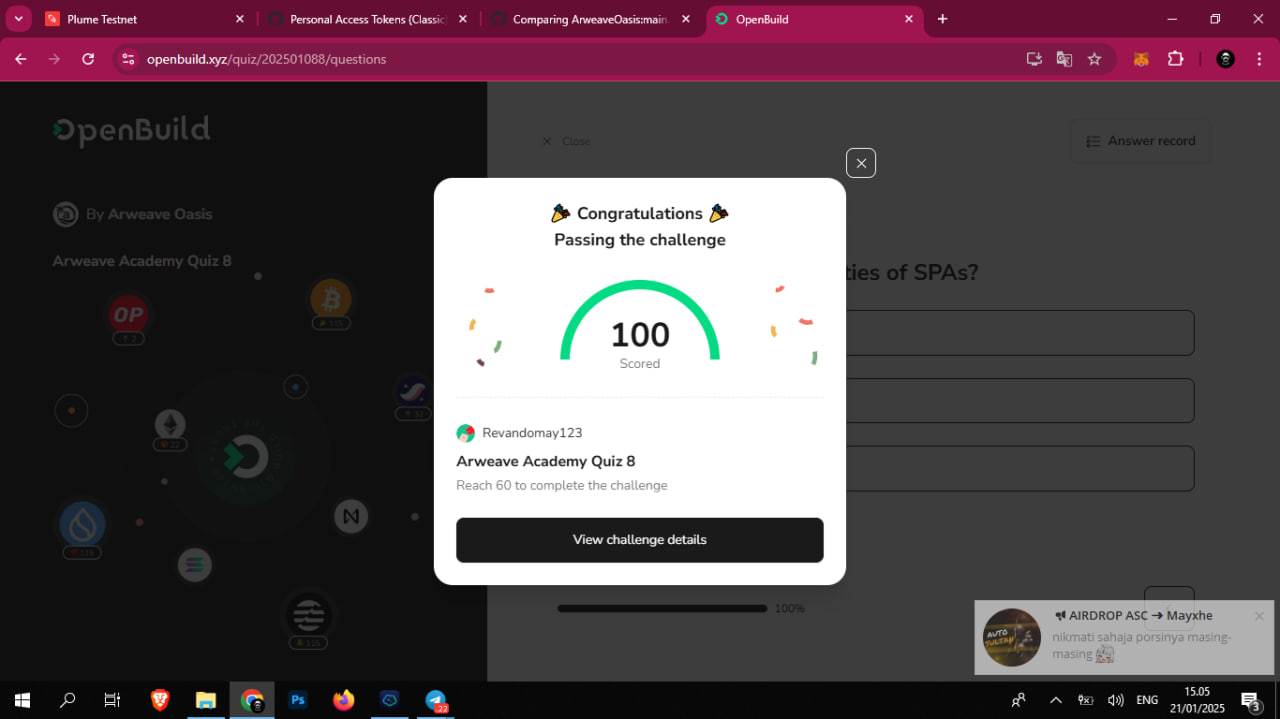 Plume Testnet
Personal Access Tokens (Classic)
Comparing ArweaveOasis:main.
OpenBuild
openbuild.xyz/quiz/202501088/questions
OpenBuild
Close
Answer record
By Arweave Oasis
Arweave Academy Quiz 8
ties of SPAs?
OP
2
115
32
22
115
115
Congratulations
Passing the challenge
100
Scored
Revandomay123
Arweave Academy Quiz 8
Reach 60 to complete the challenge
View challenge details
100%
AUTO
SULTAN
AIRDROP ASC ➔ Mayxhe
nikmati sahaja porsinya masing-
masing
Ps
22
ENG
15.05
21/01/2025
3